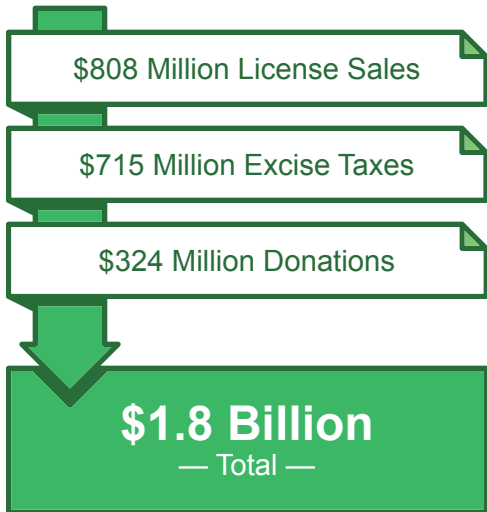 $808 Million License Sales
$715 Million Excise Taxes
$324 Million Donations
$1.8 Billion
— Total —